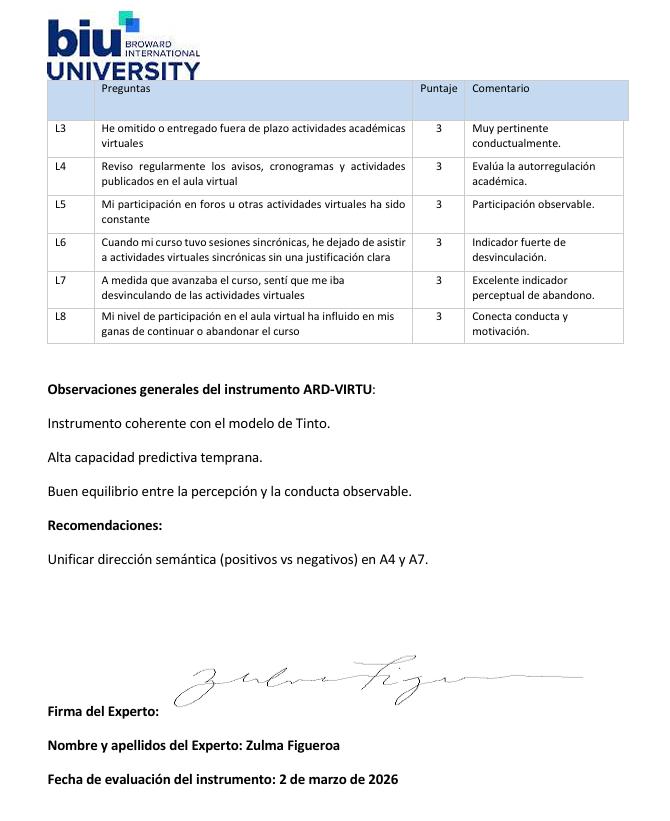 biu BROWARD
INTERNATIONAL
UNIVERSITY
Preguntas Puntaje Comentario
L3 He omitido o entregado fuera de plazo actividades académicas 3 Muy pertinente
virtuales conductualmente.
L4 Reviso regularmente los avisos, cronogramas y actividades 3 Evalúa la autorregulación
publicados en el aula virtual académica.
L5 Mi participación en foros u otras actividades virtuales ha sido 3 Participación observable.
constante
L6 Cuando mi curso tuvo sesiones sincrónicas, he dejado de asistir 3 Indicador fuerte de
a actividades virtuales sincrónicas sin una justificación clara desvinculación.
L7 A medida que avanzaba el curso, sentí que me iba 3 Excelente indicador
desvinculando de las actividades virtuales perceptual de abandono.
L8 Mi nivel de participación en el aula virtual ha influido en mis 3 Conecta conducta y
ganas de continuar o abandonar el curso motivación.
Observaciones generales del instrumento ARD-VIRTU:
Instrumento coherente con el modelo de Tinto.
Alta capacidad predictiva temprana.
Buen equilibrio entre la percepción y la conducta observable.
Recomendaciones:
Unificar dirección semántica (positivos vs negativos) en A4 y A7.
Zulma Figueroa
Firma del Experto:
Nombre y apellidos del Experto: Zulma Figueroa
Fecha de evaluación del instrumento: 2 de marzo de 2026